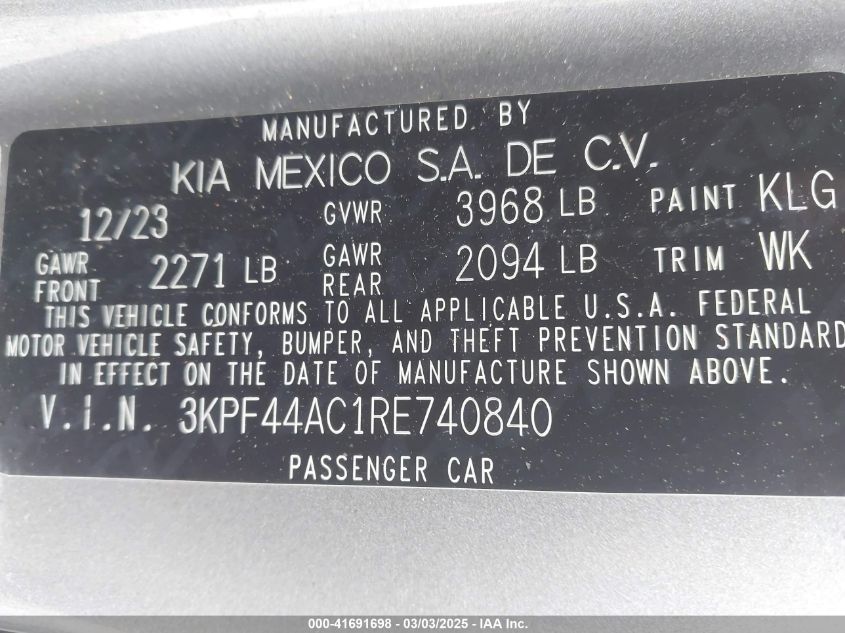 MANUFACTURED BY
KIA MEXICO S.A. DE C.V.
12/23 GVWR 3968 LB PAINT KLG
GAWR FRONT 2271 LB GAWR REAR 2094 LB TRIM WK
THIS VEHICLE CONFORMS TO ALL APPLICABLE U.S.A. FEDERAL
MOTOR VEHICLE SAFETY, BUMPER, AND THEFT PREVENTION STANDARD
IN EFFECT ON THE DATE OF MANUFACTURE SHOWN ABOVE.
V.I.N. 3KPF44AC1RE740840
PASSENGER CAR
000-41691698 - 03/03/2025 - IAA Inc.